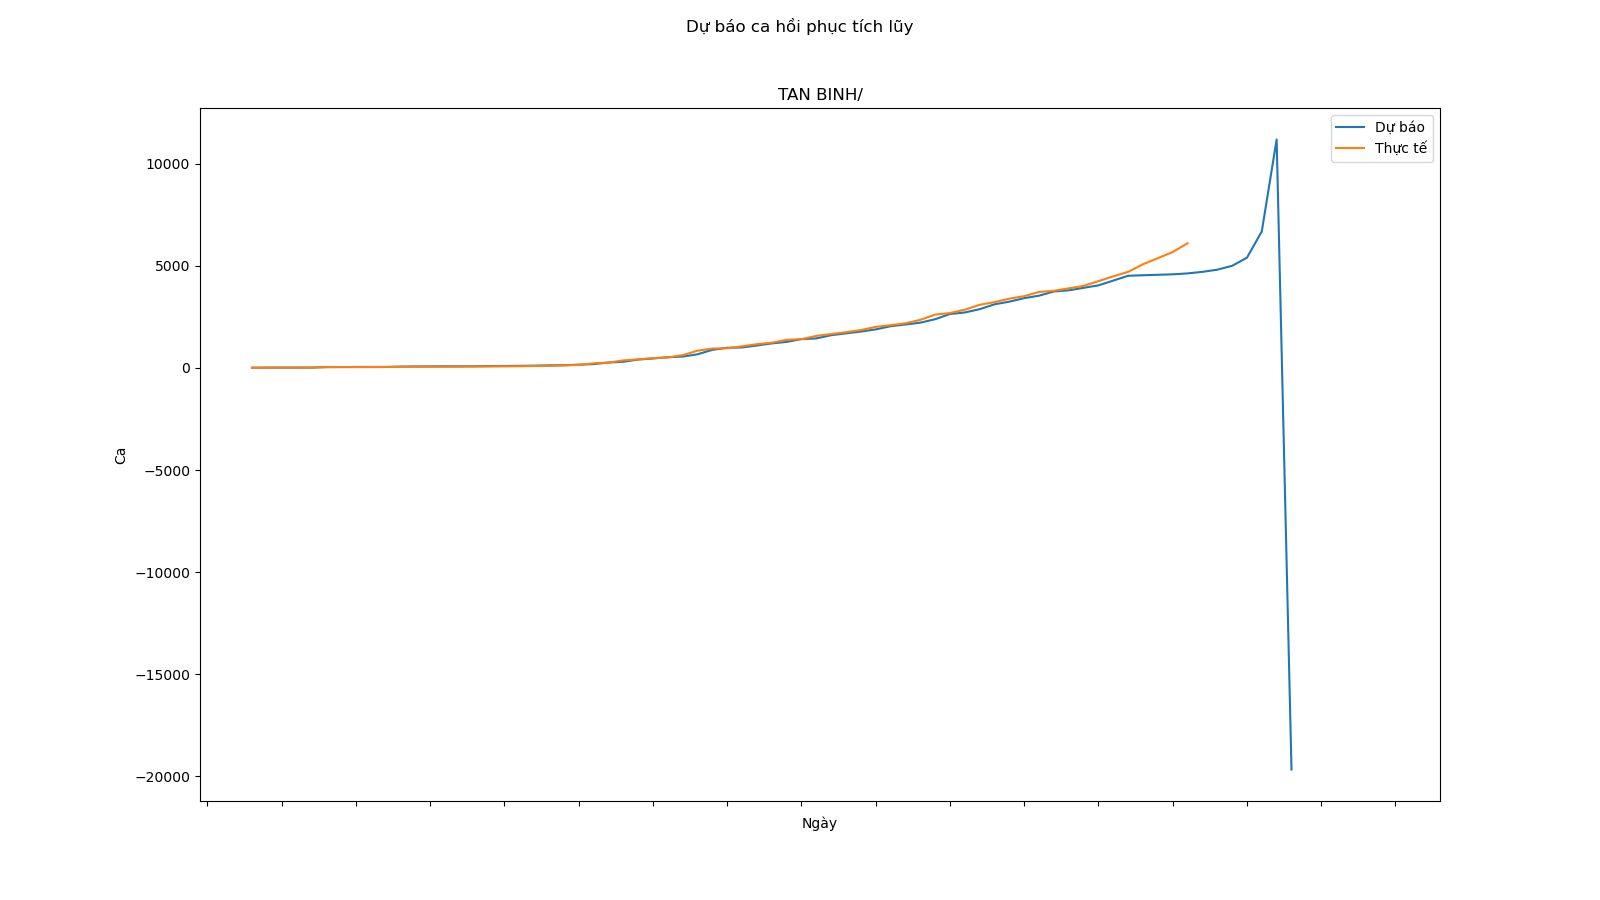 Dự báo ca hồi phục tích lũy
TAN BINH/
Dự báo
Thực tế
10000
5000
0
−5000
−10000
−15000
−20000
Ca
Ngày